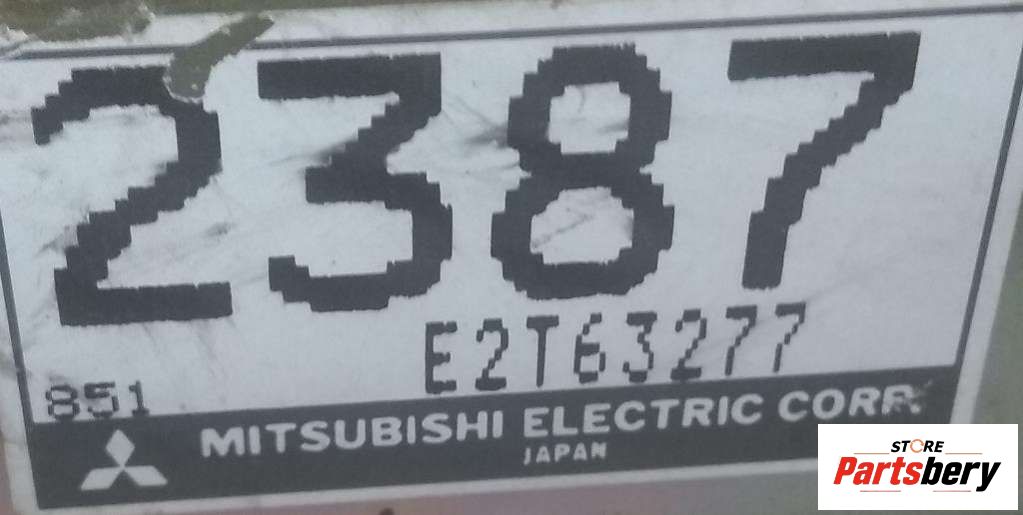 2387
E2T63277
851
MITSUBISHI ELECTRIC CORP.
JAPAN
STORE
Partsbery